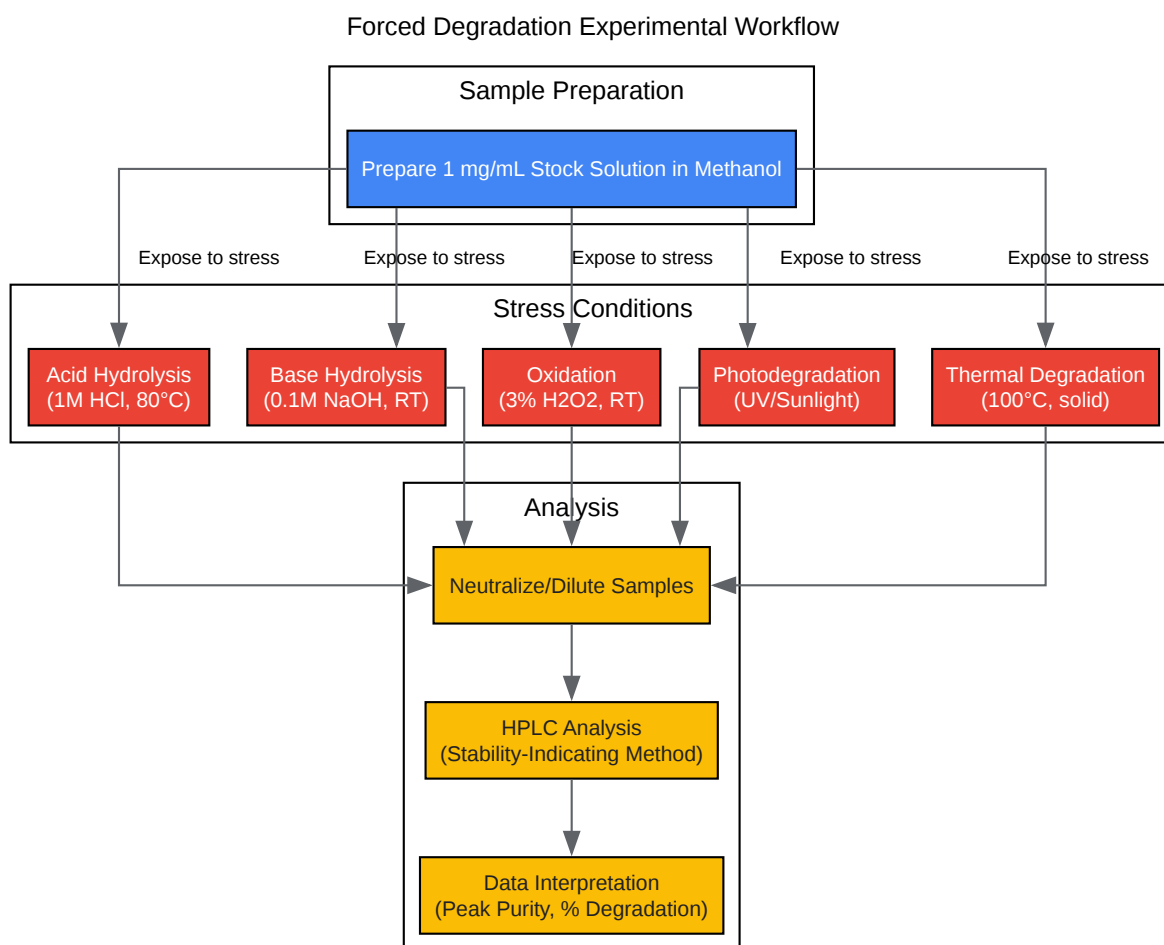 Forced Degradation Experimental Workflow
Sample Preparation
Prepare 1 mg/mL Stock Solution in Methanol
Expose to stress
Expose to stress
Expose to stress
Expose to stress
Expose to stress
Stress Conditions
Acid Hydrolysis
(1M HCl, 80°C)
Base Hydrolysis
(0.1M NaOH, RT)
Oxidation
(3% H2O2, RT)
Photodegradation
(UV/Sunlight)
Thermal Degradation
(100°C, solid)
Analysis
Neutralize/Dilute Samples
HPLC Analysis
(Stability-Indicating Method)
Data Interpretation
(Peak Purity, % Degradation)